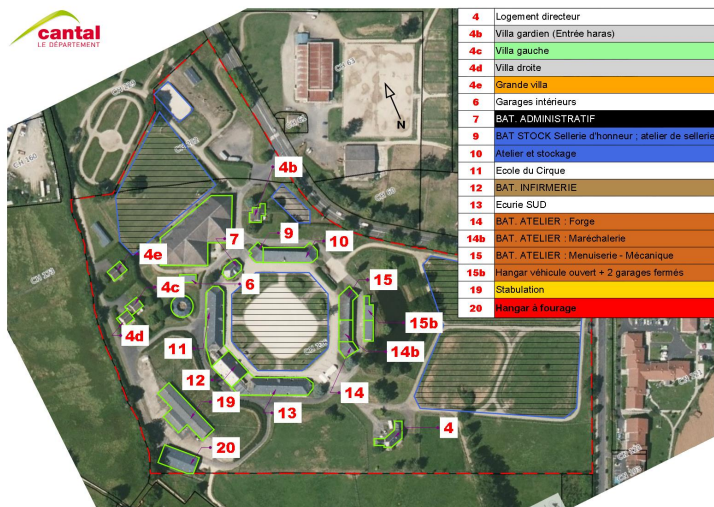 cantal
LE DÉPARTEMENT
4 Logement directeur
4b Villa gardien (Entrée haras)
4c Villa gauche
4d Villa droite
4e Grande villa
6 Garages intérieurs
7 BAT. ADMINISTRATIF
9 BAT STOCK Sellerie d'honneur ; atelier de sellerie
10 Atelier et stockage
11 Ecole du Cirque
12 BAT. INFIRMERIE
13 Ecurie SUD
14 BAT. ATELIER : Forge
14b BAT. ATELIER : Maréchalerie
15 BAT. ATELIER : Menuiserie - Mécanique
15b Hangar véhicule ouvert + 2 garages fermés
19 Stabulation
20 Hangar à fourage
N
CH 160
4b
9
10
7
4e
15
4c
6
15b
4d
14b
11
12
19
14
13
4
20